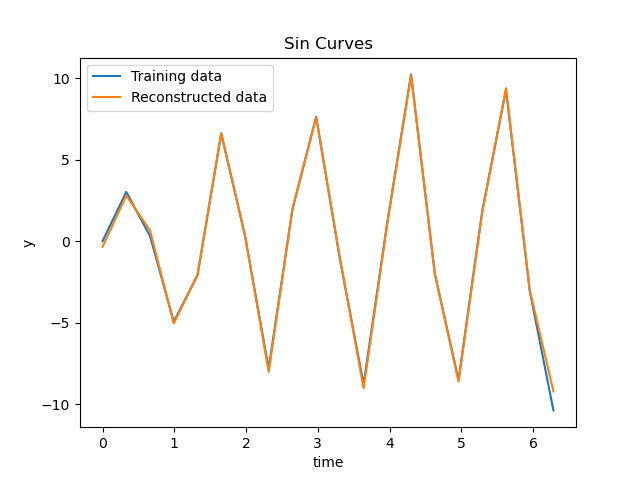 Sin Curves
Training data
Reconstructed data
10
5
0
−5
−10
y
0 1 2 3 4 5 6
time